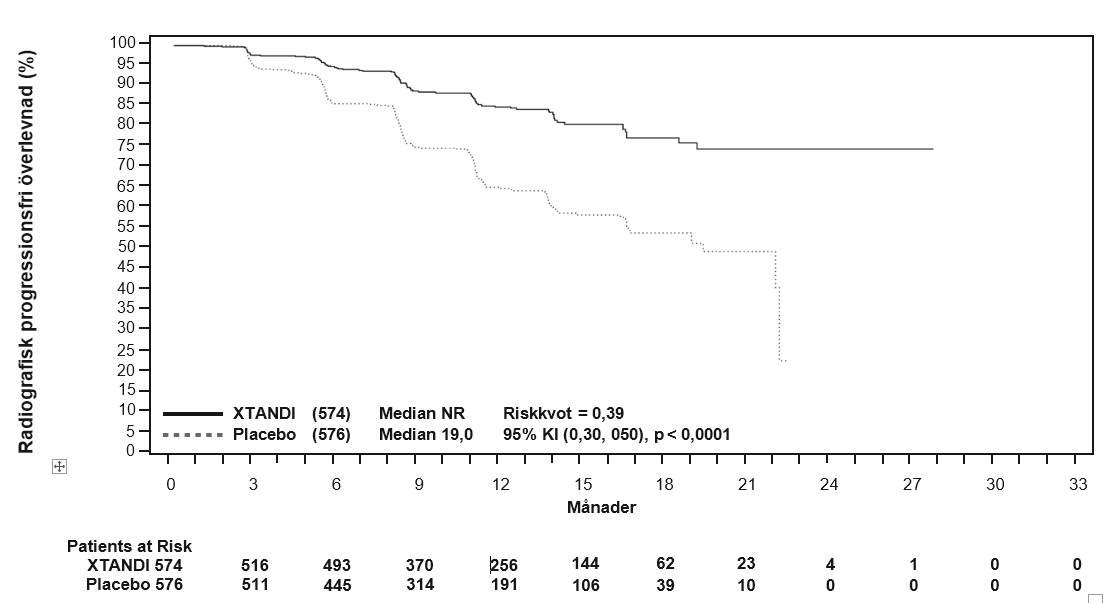 Radiografisk progressionsfri överlevnad (%)
100
95
90
85
80
75
70
65
60
55
50
45
40
35
30
25
20
15
10
5
0
XTANDI (574) Median NR Riskkvot = 0,39
Placebo (576) Median 19,0 95% KI (0,30, 050), p < 0,0001
0 3 6 9 12 15 18 21 24 27 30 33
Månader
Patients at Risk
XTANDI 574 516 493 370 256 144 62 23 4 1 0 0
Placebo 576 511 445 314 191 106 39 10 0 0 0 0